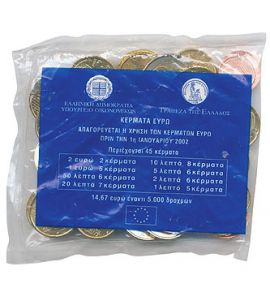 ΕΛΛΗΝΙΚΗ ΔΗΜΟΚΡΑΤΙΑ
ΥΠΟΥΡΓΕΙΟ ΟΙΚΟΝΟΜΙΚΩΝ
ΤΡΑΠΕΖΑ ΤΗΣ ΕΛΛΑΔΟΣ
ΚΕΡΜΑΤΑ ΕΥΡΩ
ΑΠΑΓΟΡΕΥΕΤΑΙ Η ΧΡΗΣΗ ΤΩΝ ΚΕΡΜΑΤΩΝ ΕΥΡΩ
ΠΡΙΝ ΤΗΝ 1η ΙΑΝΟΥΑΡΙΟΥ 2002
Περιέχονται 45 κέρματα
2 ευρώ 2 κέρματα
1 ευρώ 5 κέρματα
50 λεπτά 6 κέρματα
20 λεπτά 7 κέρματα
10 λεπτά 8 κέρματα
5 λεπτά 6 κέρματα
2 λεπτά 6 κέρματα
1 λεπτό 5 κέρματα
14,67 ευρώ έναντι 5.000 δραχμών